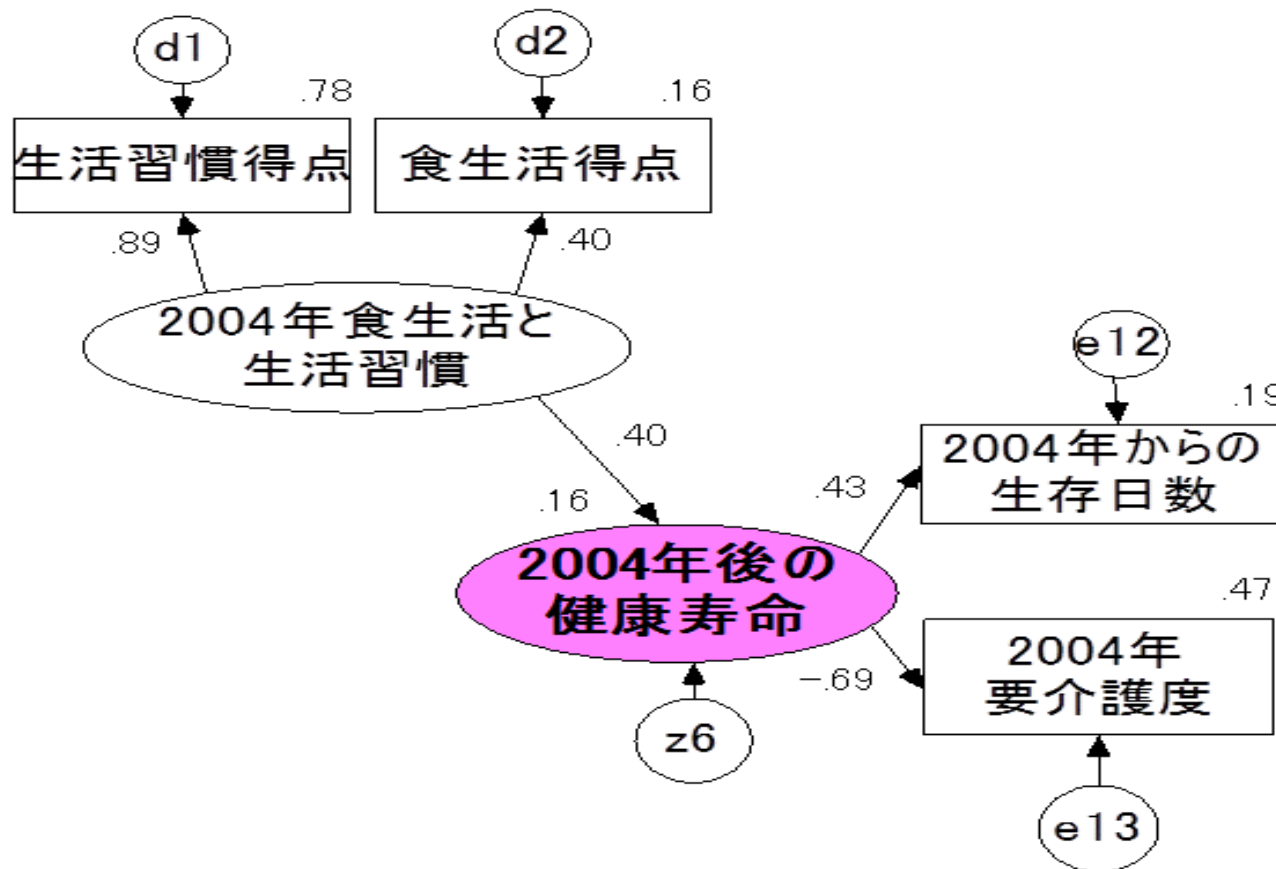 d1
d2
.78
.16
生活習慣得点
食生活得点
.89
.40
2004年食生活と
生活習慣
e12
.19
.40
2004年からの
生存日数
.43
.16
2004年後の
健康寿命
.47
2004年
要介護度
-.69
z6
e13